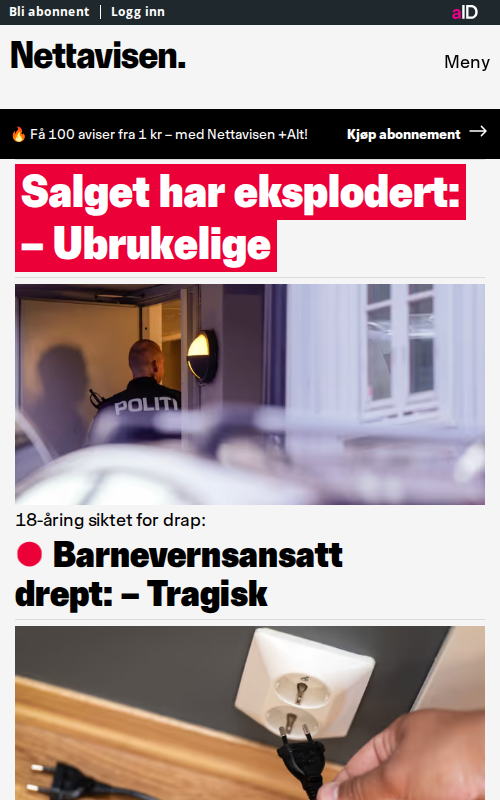 Bli abonnent | Logg inn
aID
Nettavisen.
Meny
🔥 Få 100 aviser fra 1 kr – med Nettavisen +Alt!
Kjøp abonnement →
Salget har eksplodert:
– Ubrukelige
POLITI
18-åring siktet for drap:
Barnevernsansatt
drept: – Tragisk